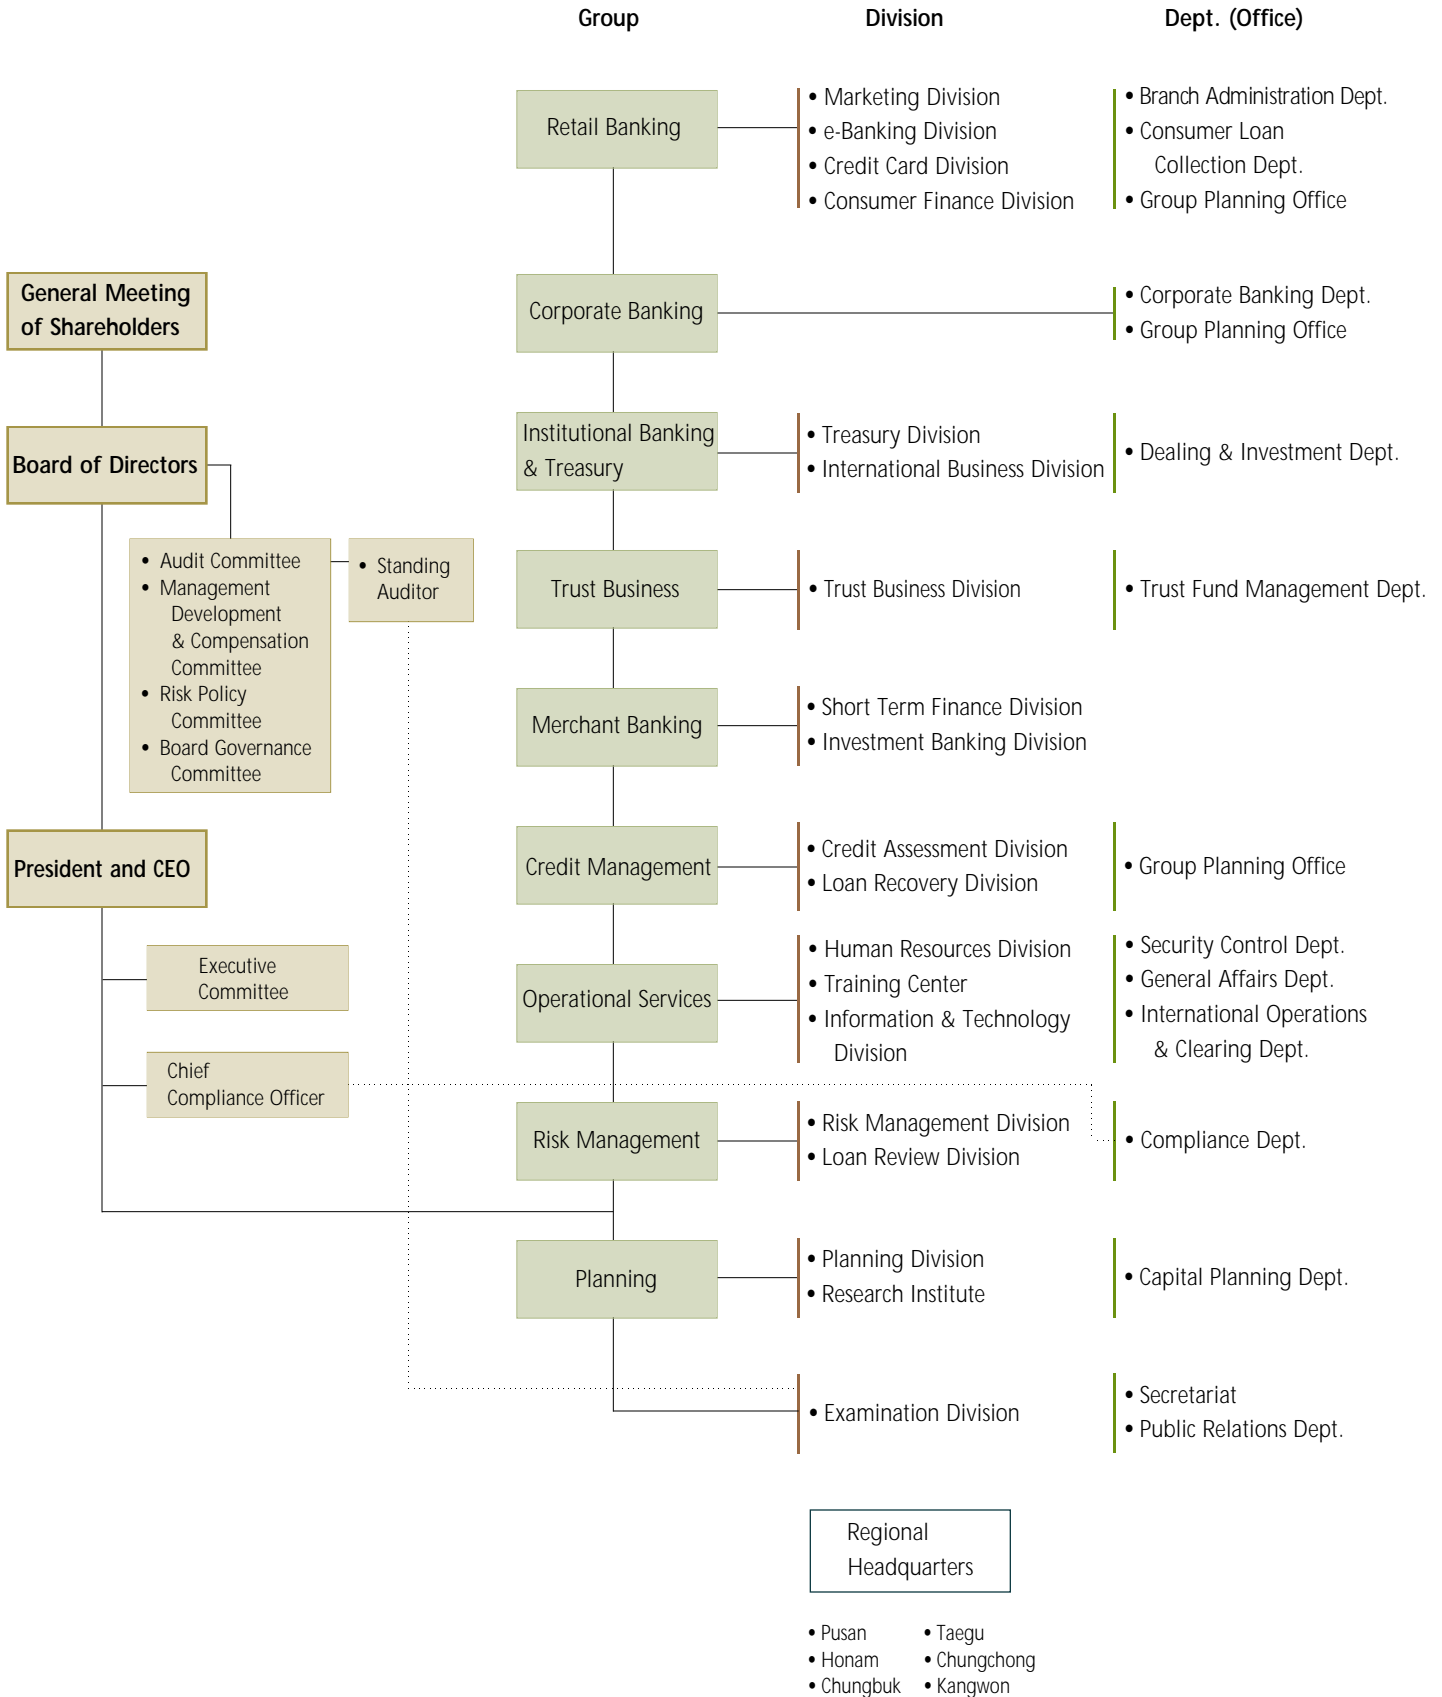 Group
Division
Dept. (Office)
Retail Banking
• Marketing Division
• e-Banking Division
• Credit Card Division
• Consumer Finance Division
• Branch Administration Dept.
• Consumer Loan
Collection Dept.
• Group Planning Office
General Meeting
of Shareholders
Corporate Banking
• Corporate Banking Dept.
• Group Planning Office
Board of Directors
Institutional Banking
& Treasury
• Treasury Division
• International Business Division
• Dealing & Investment Dept.
• Audit Committee
• Management
Development
& Compensation
Committee
• Risk Policy
Committee
• Board Governance
Committee
• Standing
Auditor
Trust Business
• Trust Business Division
• Trust Fund Management Dept.
Merchant Banking
• Short Term Finance Division
• Investment Banking Division
President and CEO
Credit Management
• Credit Assessment Division
• Loan Recovery Division
• Group Planning Office
Executive
Committee
Operational Services
• Human Resources Division
• Training Center
• Information & Technology
Division
• Security Control Dept.
• General Affairs Dept.
• International Operations
& Clearing Dept.
Chief
Compliance Officer
Risk Management
• Risk Management Division
• Loan Review Division
• Compliance Dept.
Planning
• Planning Division
• Research Institute
• Capital Planning Dept.
• Examination Division
• Secretariat
• Public Relations Dept.
Regional
Headquarters
• Pusan
• Taegu
• Honam
• Chungchong
• Chungbuk
• Kangwon